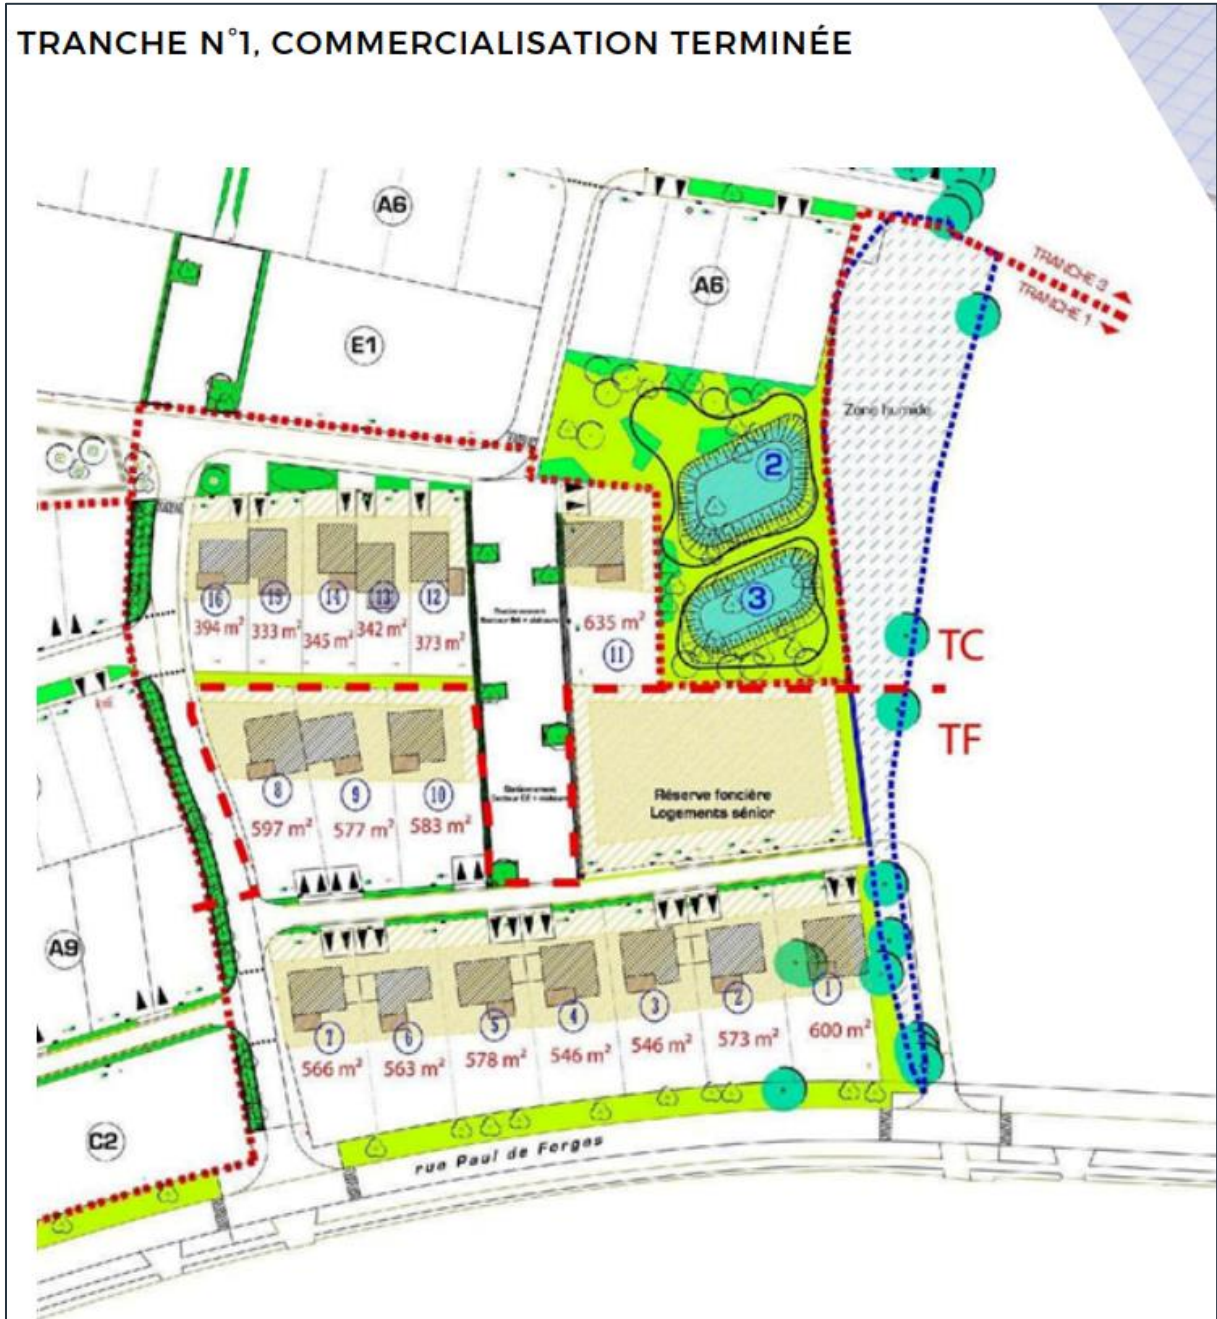 TRANCHE N°1, COMMERCIALISATION TERMINÉE
A6
A6
E1
TRANCHE 3
TRANCHE 1
Zone humide
2
3
16
15
14
13
12
394 m²
333 m²
345 m²
342 m²
373 m²
635 m²
11
TC
TF
8
9
10
597 m²
577 m²
583 m²
Réserve foncière
Logements sénior
A9
7
6
5
4
3
2
1
566 m²
563 m²
578 m²
546 m²
546 m²
573 m²
600 m²
C2
rue Paul de Forges